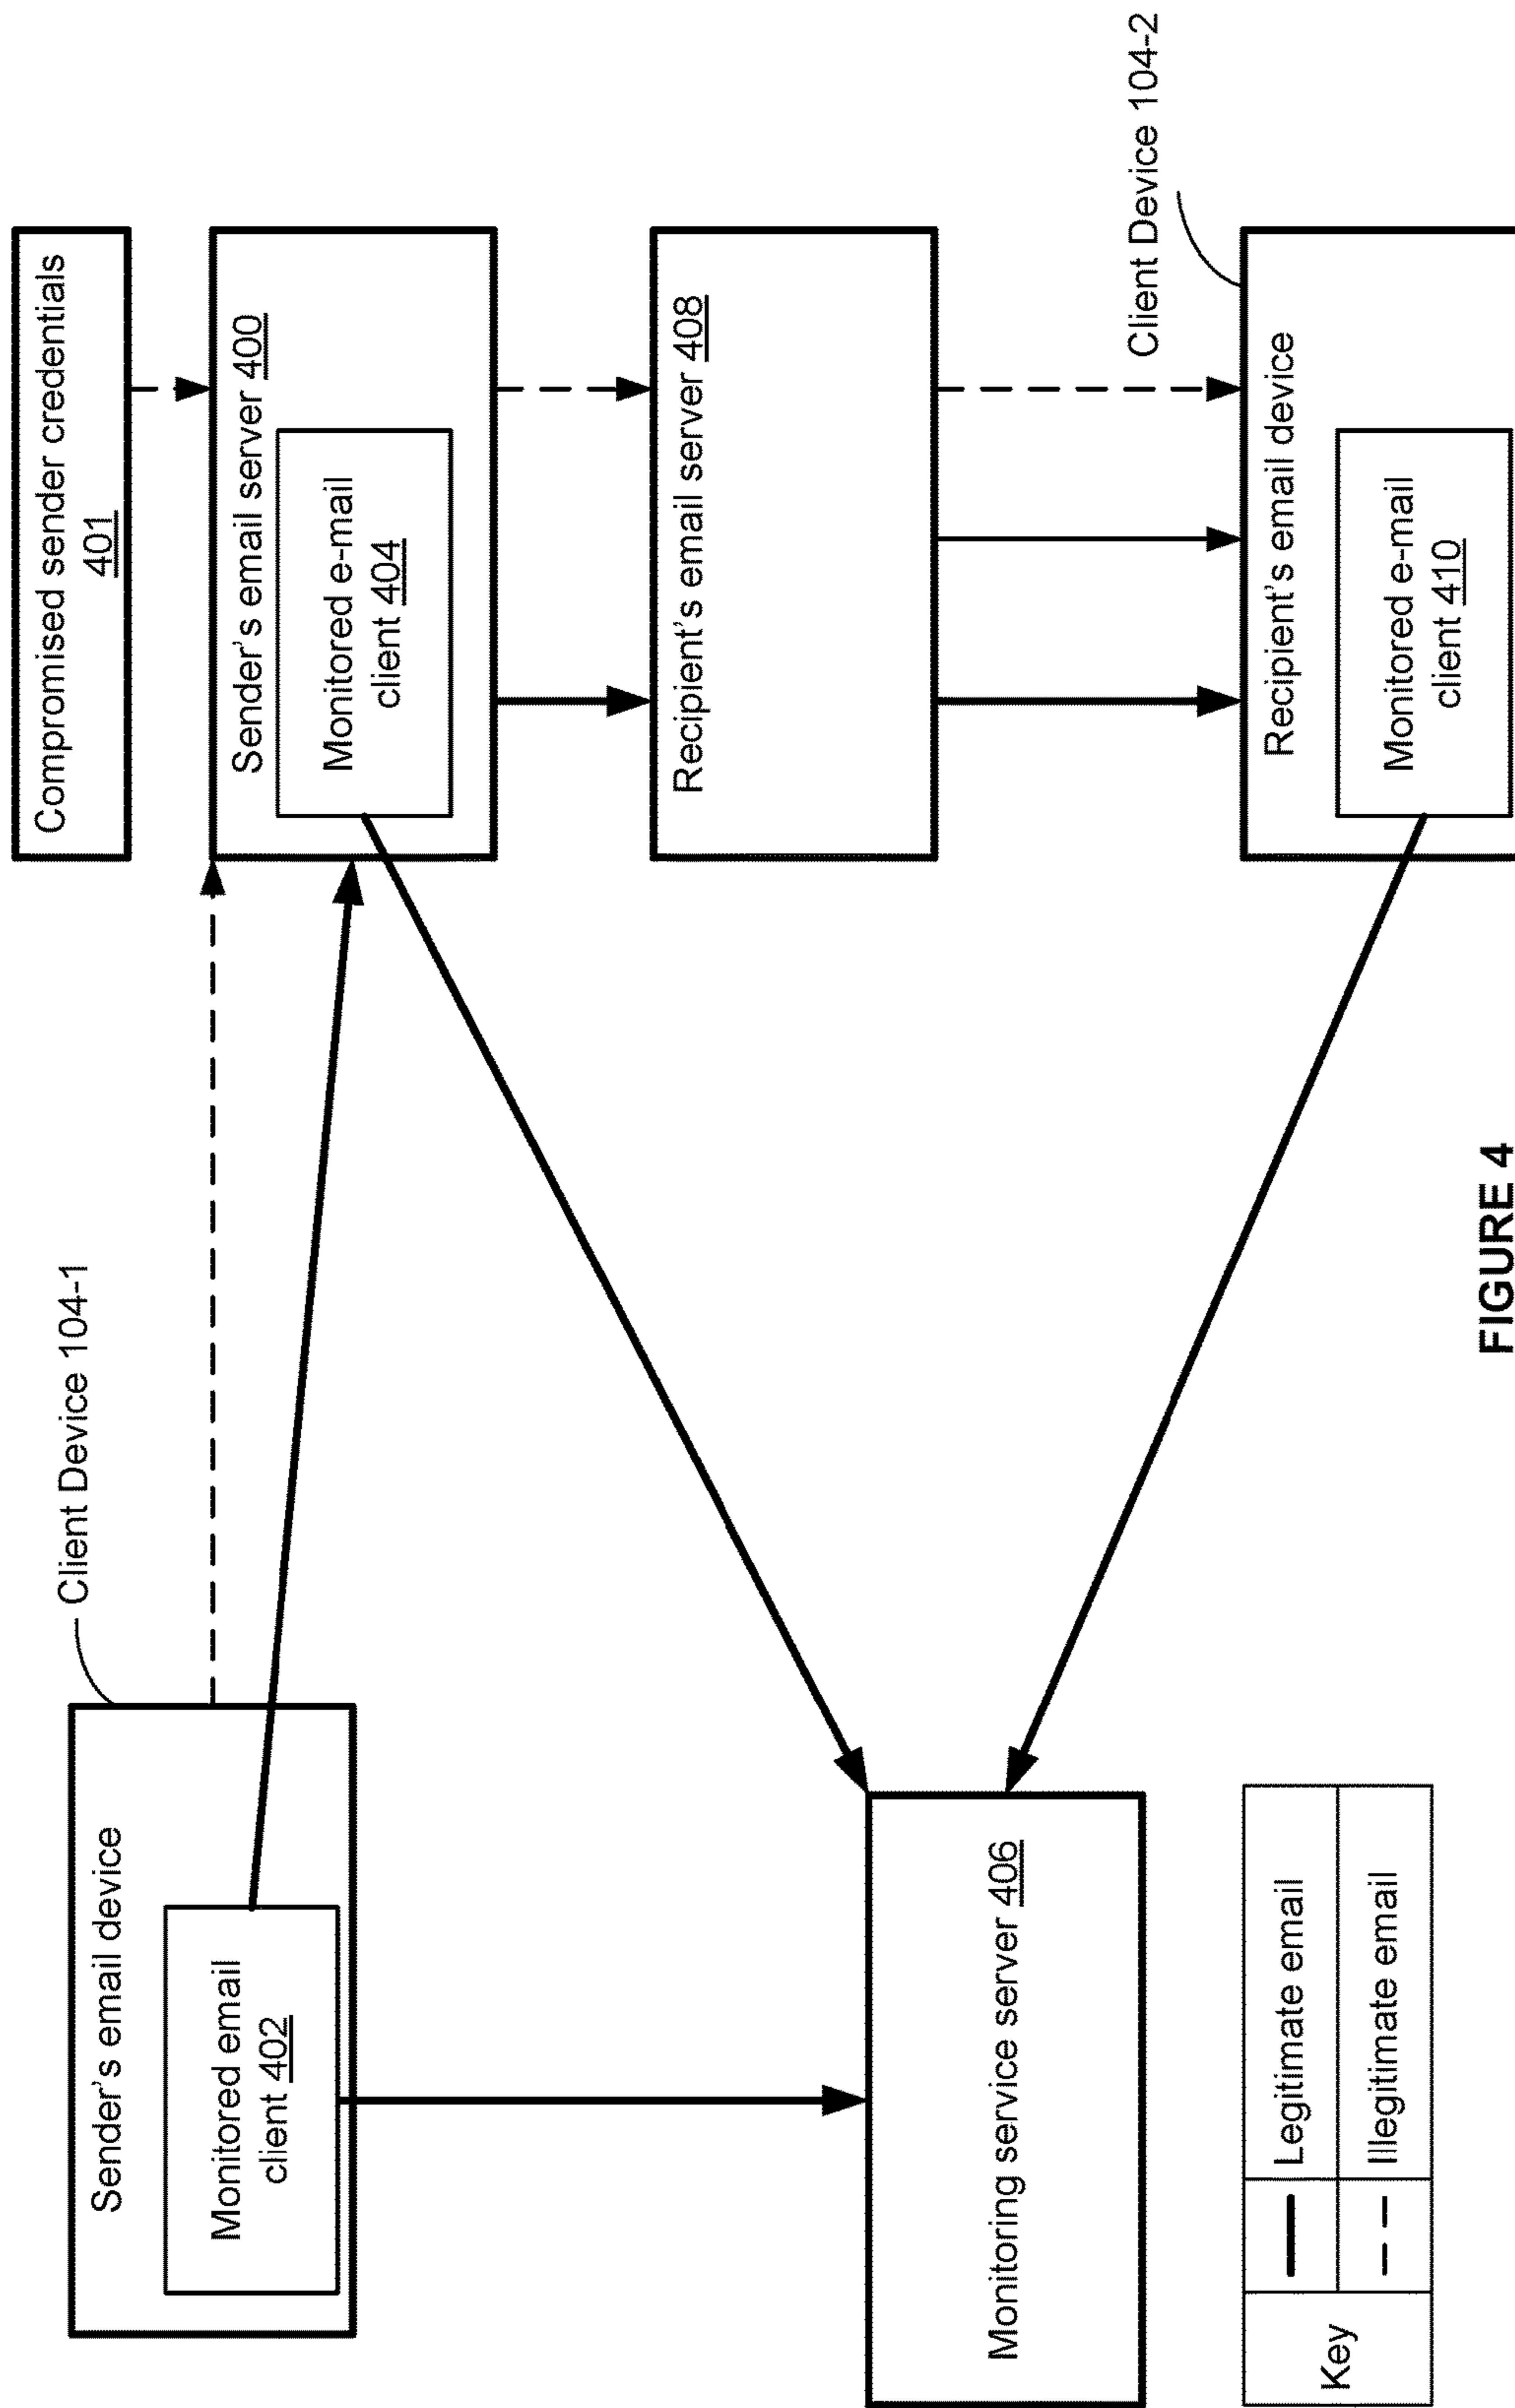 Client Device 104-1
Sender's email device
Monitored email
client 402
Compromised sender credentials
401
Sender's email server 400
Monitored e-mail
client 404
Recipient's email server 408
Monitoring service server 406
Client Device 104-2
Recipient's email device
Monitored e-mail
client 410
Key
Legitimate email
Illegitimate email
FIGURE 4